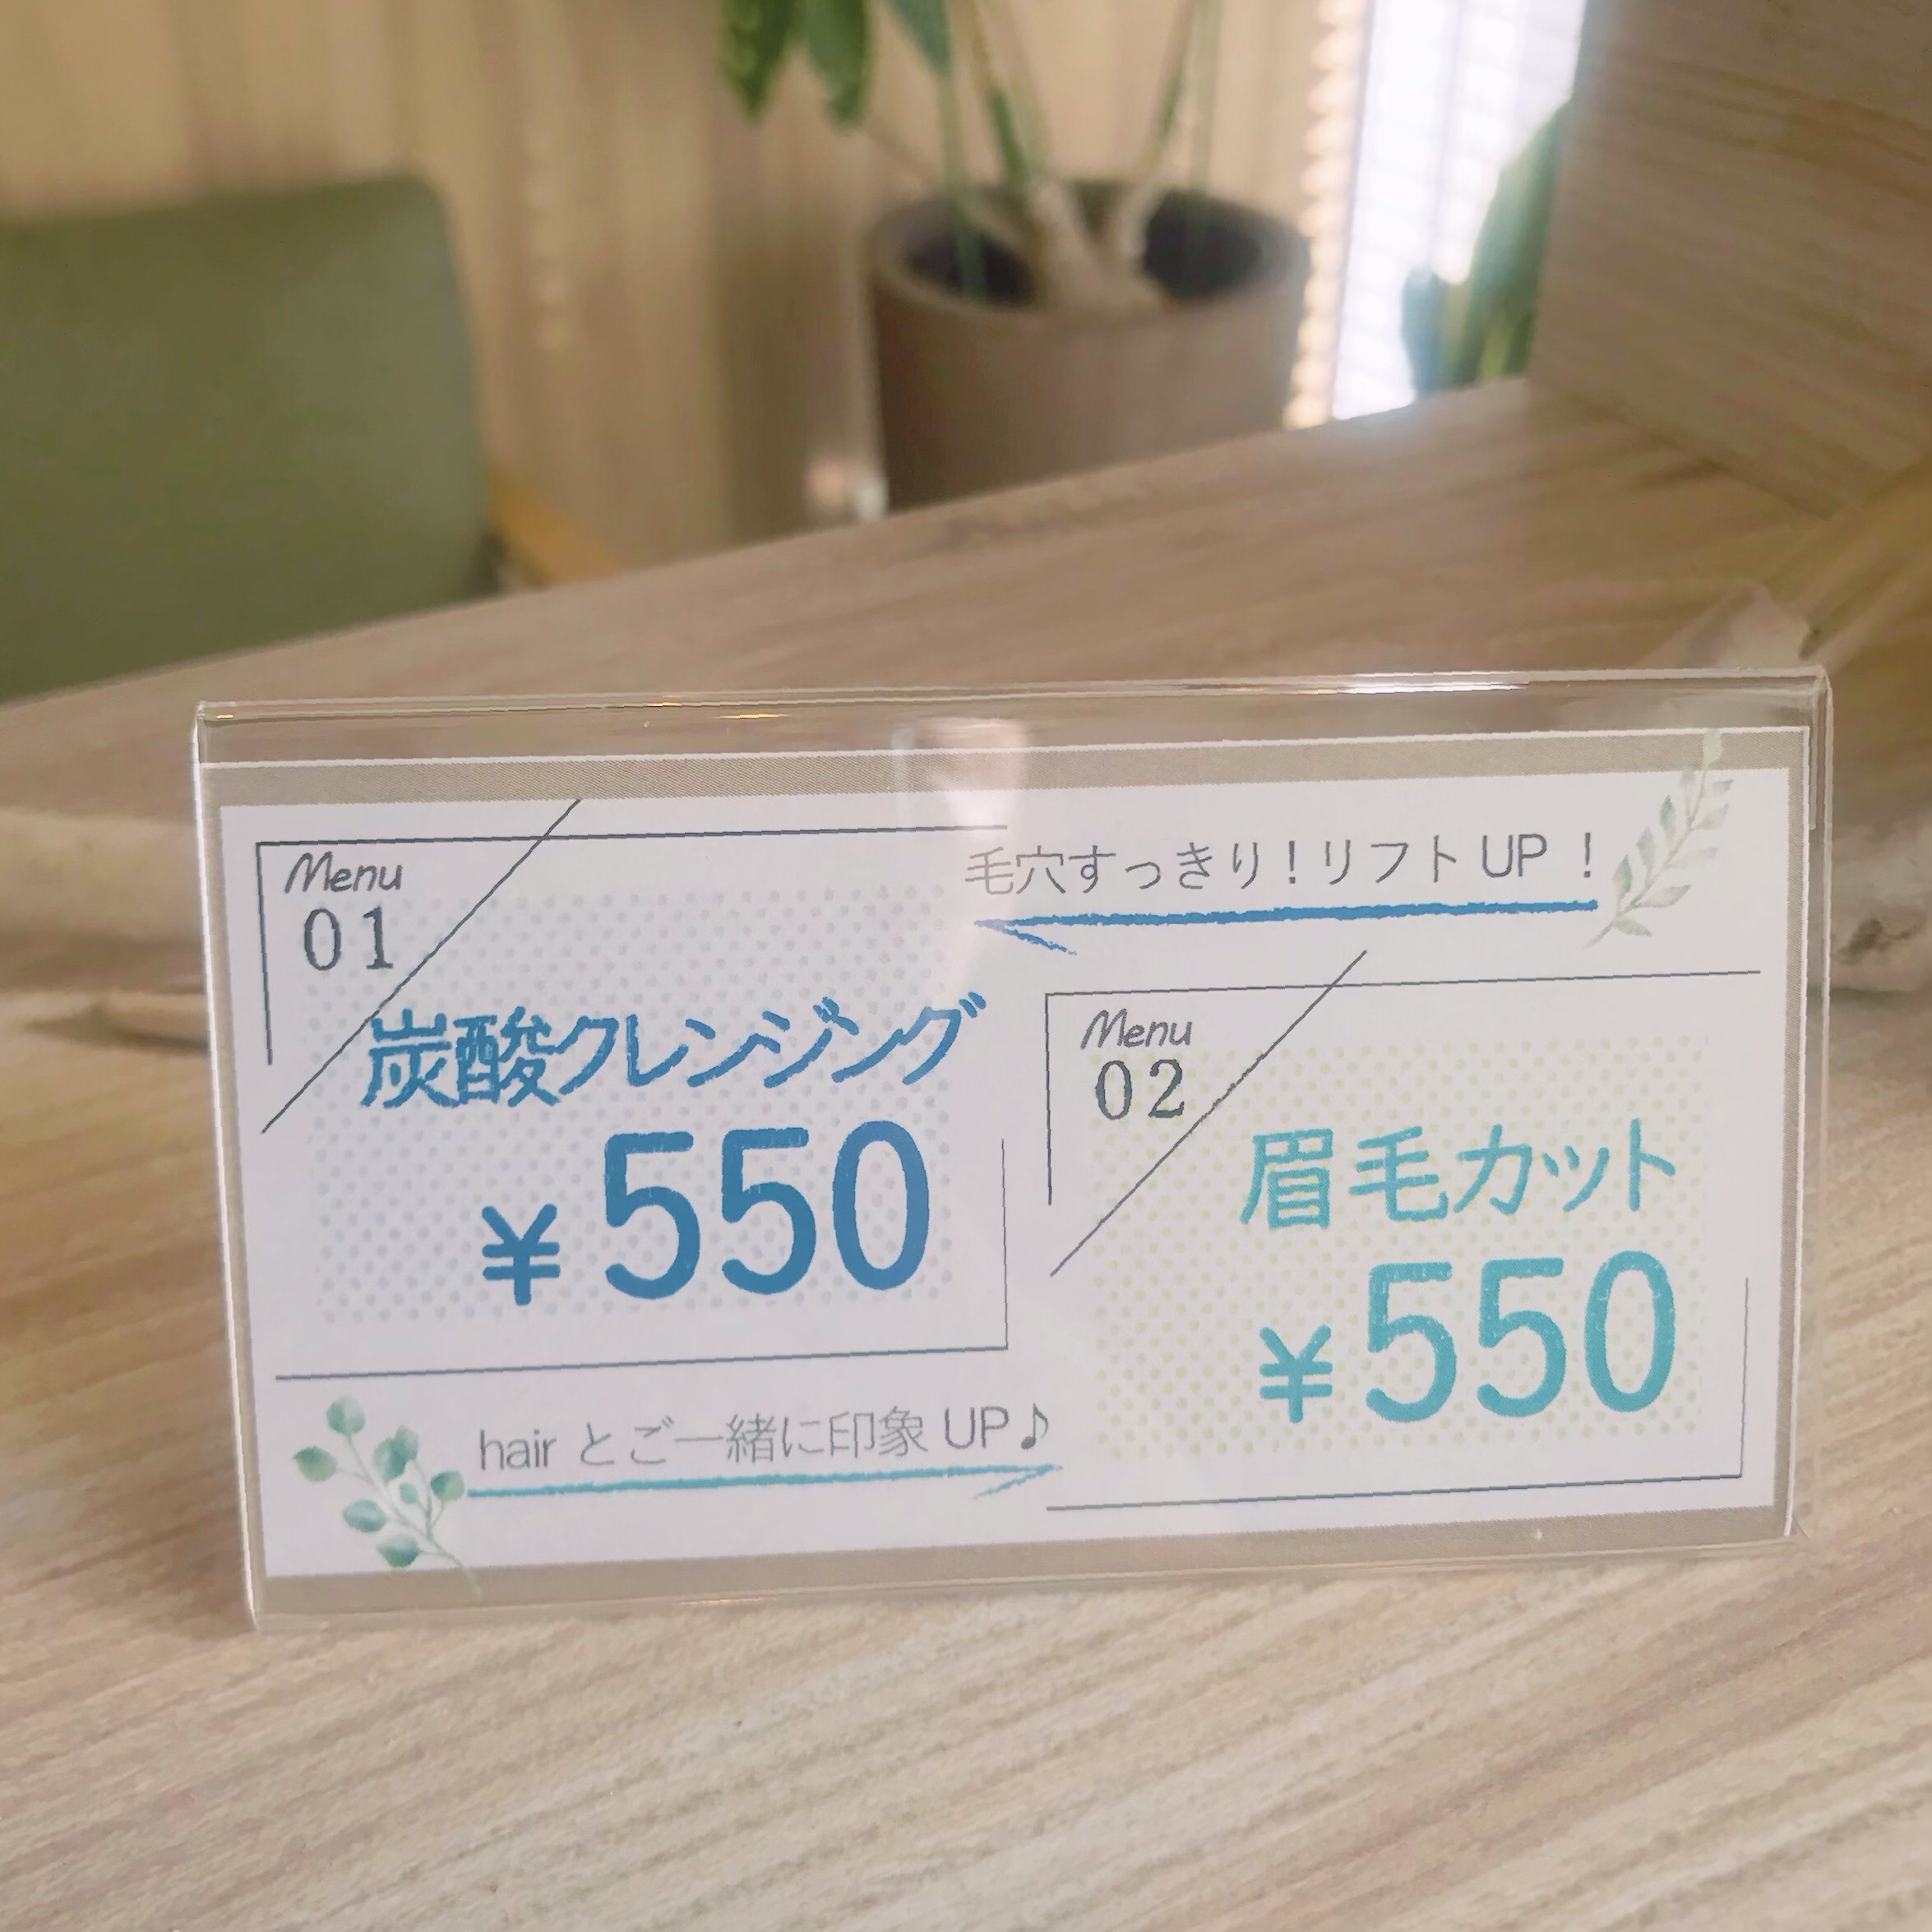 Menu
01
炭酸クレンジング
¥550
毛穴すっきり!リフトUP!
Menu
02
眉毛カット
¥550
hairとご一緒に印象UP♪